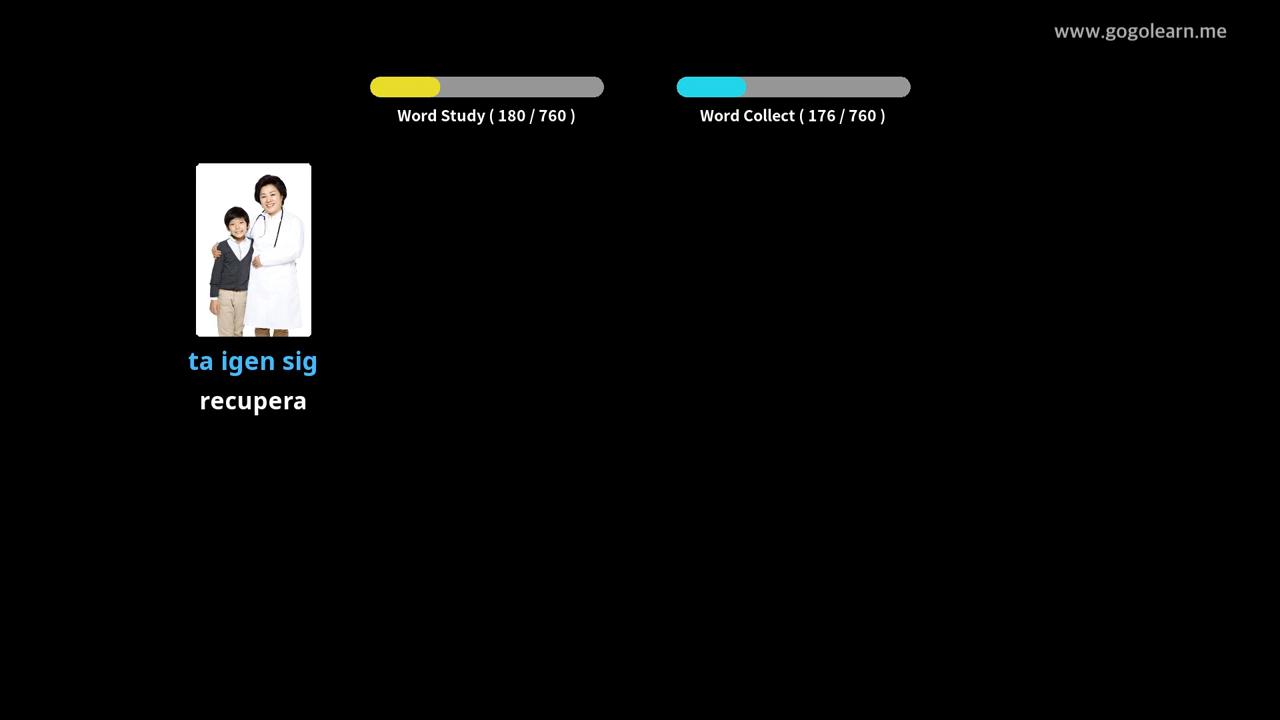 www.gogolearn.me
Word Study ( 180 / 760 )
Word Collect ( 176 / 760 )
ta igen sig
recupera